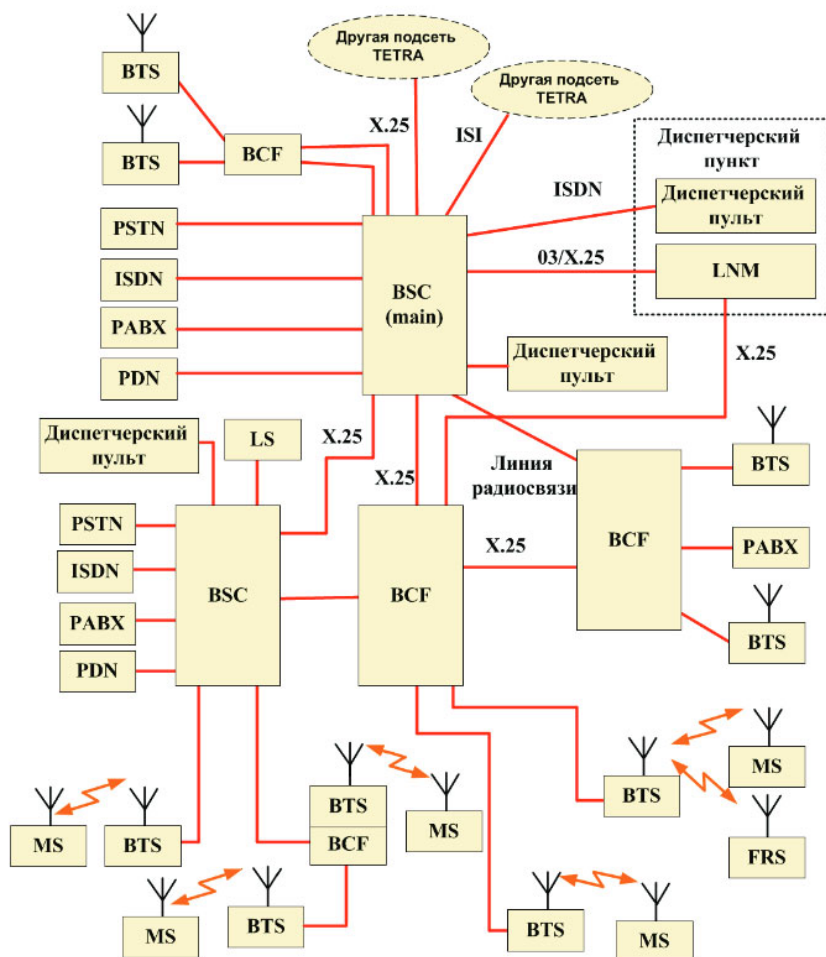 Другая подсеть
TETRA
Другая подсеть
TETRA
BTS
X.25
ISI
BTS
BCF
Диспетчерский
пункт
ISDN
Диспетчерский
пульт
PSTN
03/X.25
LNM
ISDN
BSC
(main)
PABX
X.25
Диспетчерский
пульт
PDN
Диспетчерский
пульт
LS
X.25
X.25
Линия
радиосвязи
BTS
PSTN
ISDN
BSC
BCF
X.25
BCF
PABX
PABX
PDN
BTS
MS
BTS
BTS
BCF
MS
BTS
MS
FRS
MS
BTS
BTS
MS